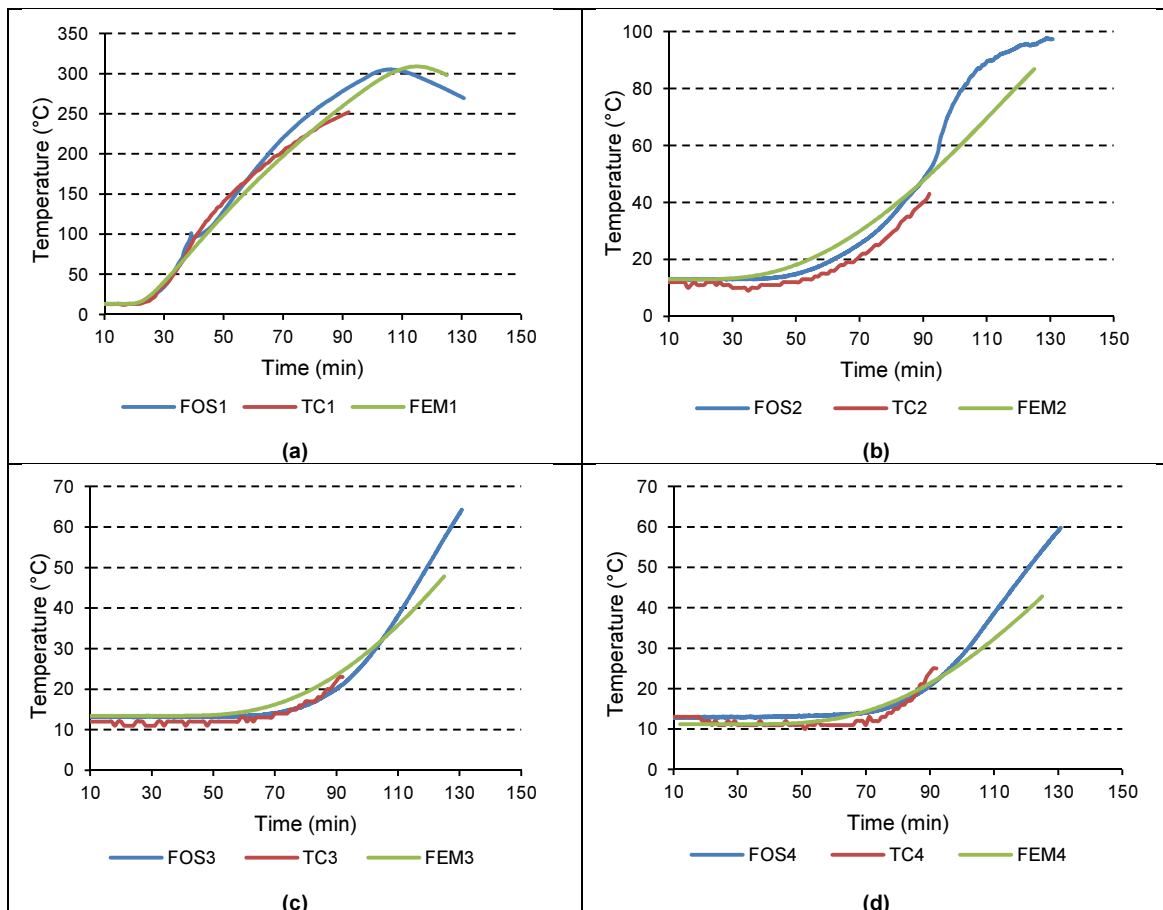 350
300
250
200
150
100
50
0
Temperature (°C)
10 30 50 70 90 110 130 150
Time (min)
FOS1 TC1 FEM1
(a)
100
80
60
40
20
0
Temperature (°C)
10 30 50 70 90 110 130 150
Time (min)
FOS2 TC2 FEM2
(b)
70
60
50
40
30
20
10
0
Temperature (°C)
10 30 50 70 90 110 130 150
Time (min)
FOS3 TC3 FEM3
(c)
70
60
50
40
30
20
10
0
Temperature (°C)
10 30 50 70 90 110 130 150
Time (min)
FOS4 TC4 FEM4
(d)